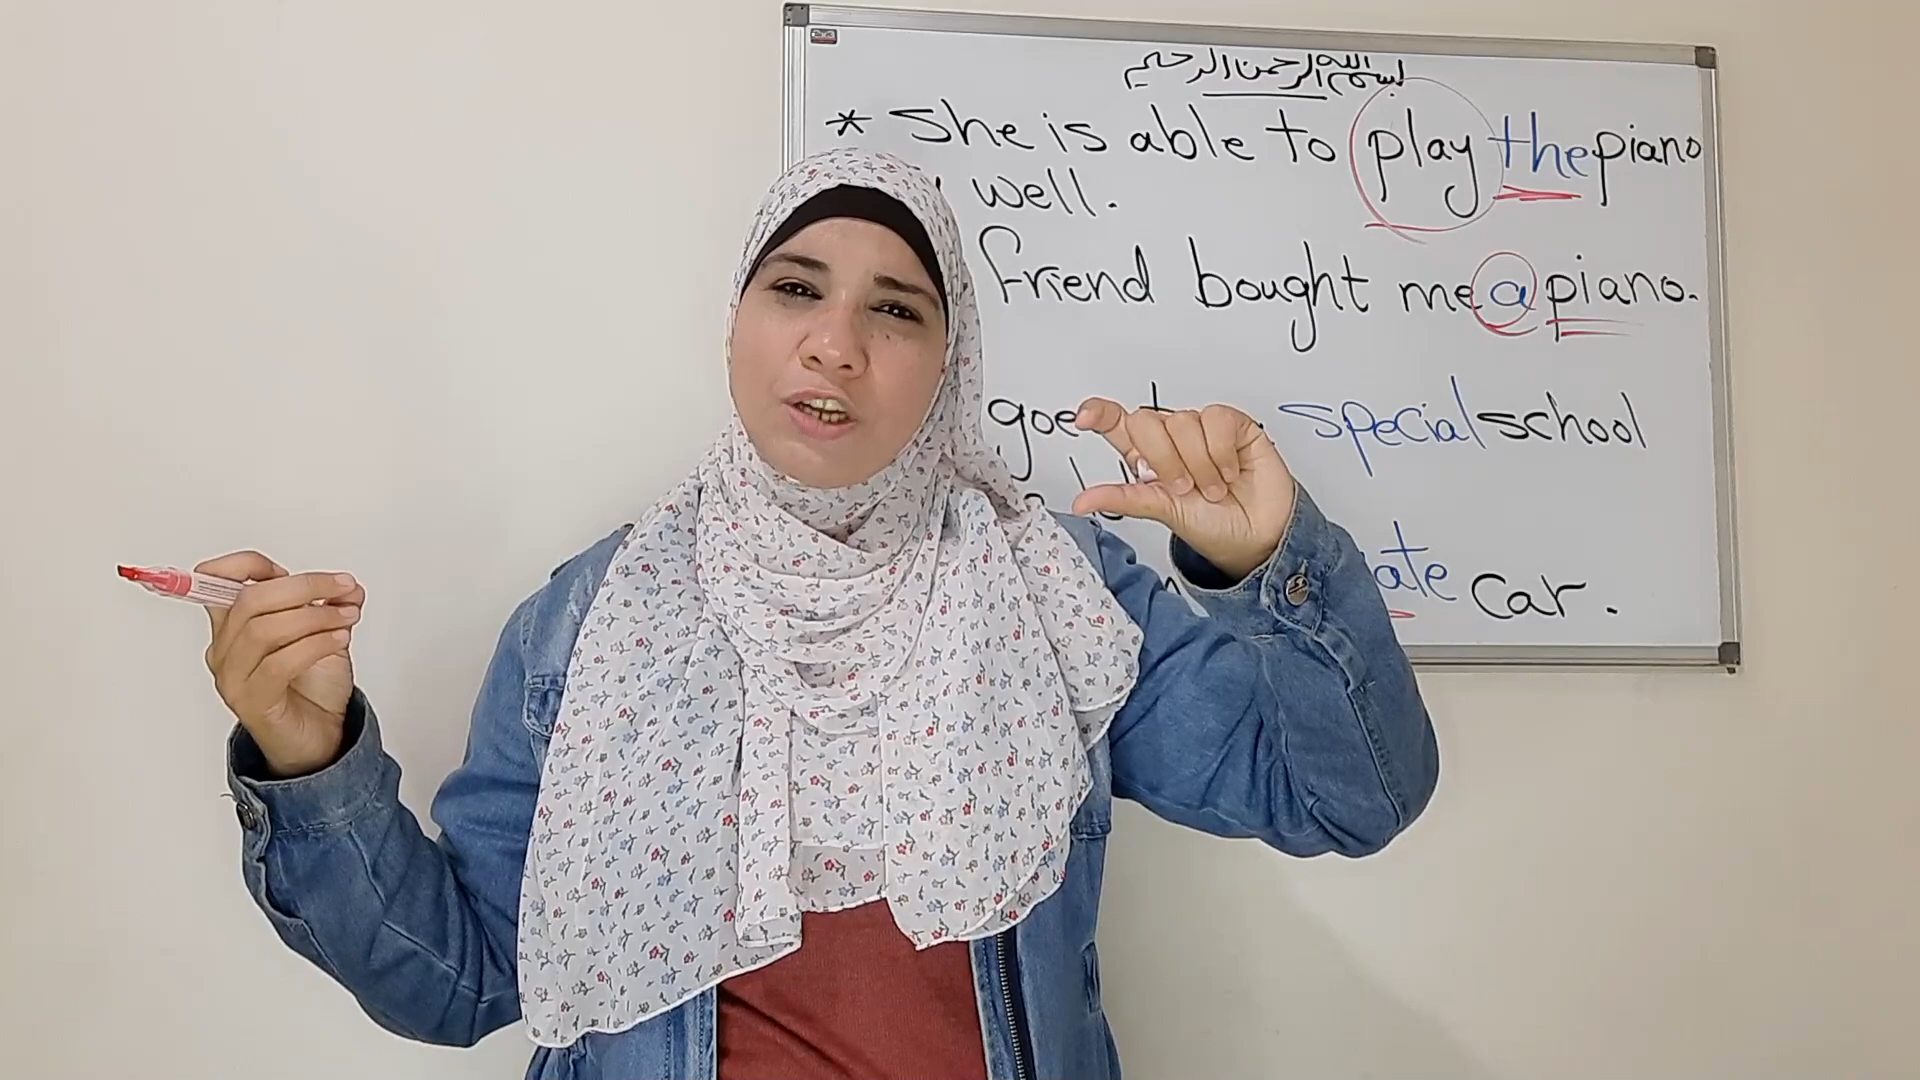 بسم الله الرحمن الرحيم
* She is able to play the piano
well.
friend bought me a piano.
special school
car.